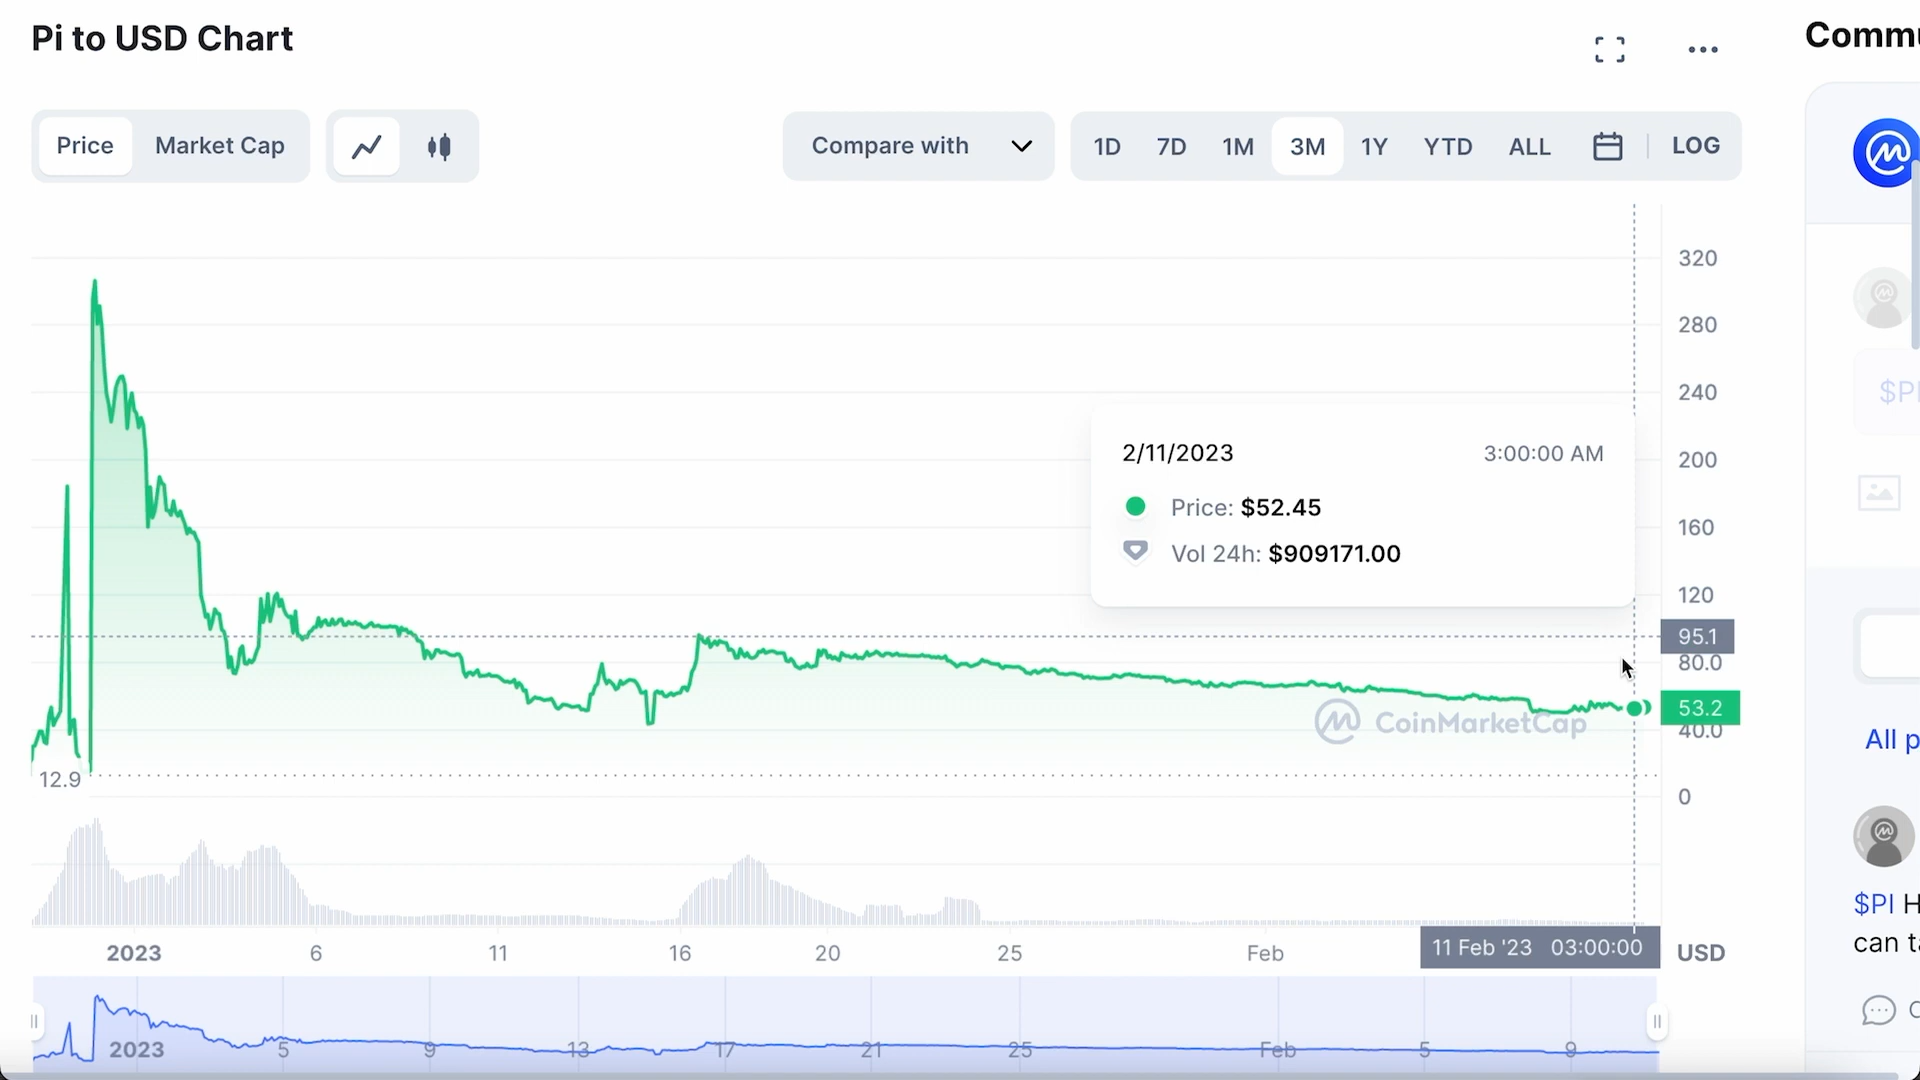 Pi to USD Chart
Price
Market Cap
Compare with
1D 7D 1M 3M 1Y YTD ALL LOG
320
280
240
200
160
120
95.1
80.0
53.2
40.0
0
12.9
2/11/2023 3:00:00 AM
Price: $52.45
Vol 24h: $909171.00
CoinMarketCap
2023 6 11 16 20 25 Feb
11 Feb '23 03:00:00
USD
2023 5 9 13 17 21 25 Feb 5 9
All
$PI
can